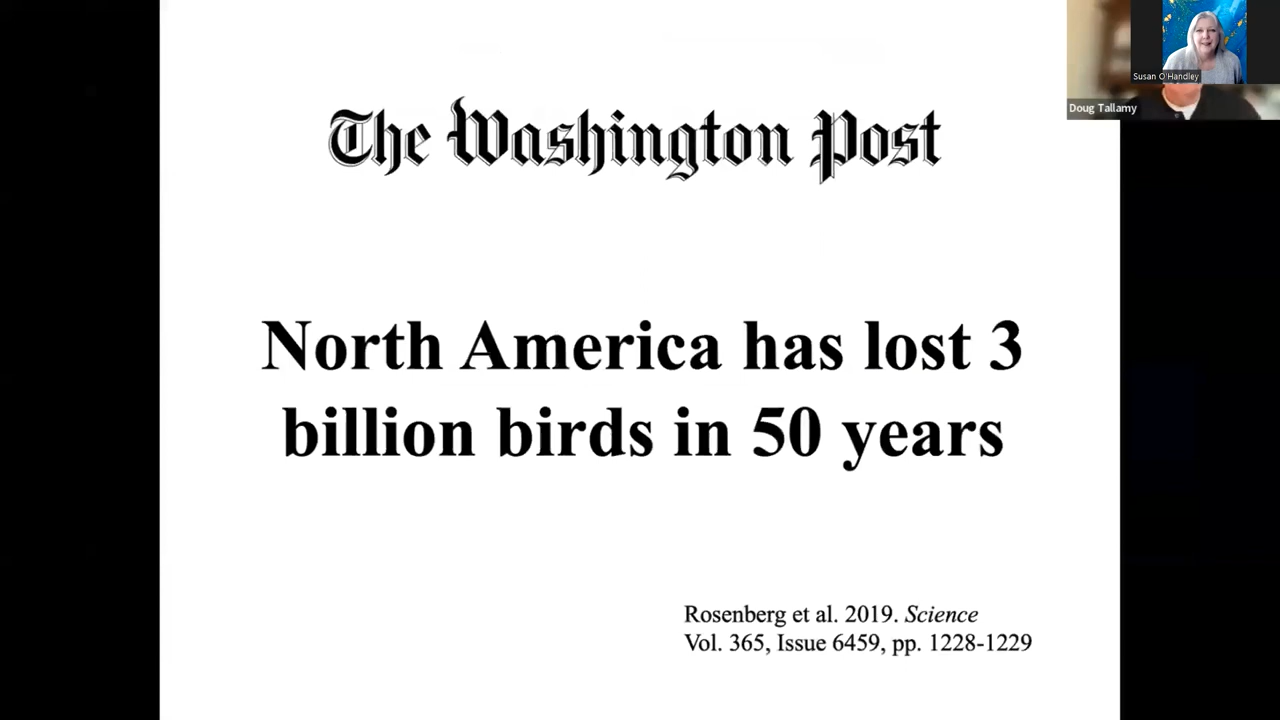 The Washington Post
North America has lost 3
billion birds in 50 years
Rosenberg et al. 2019. Science
Vol. 365, Issue 6459, pp. 1228-1229
Susan O'Handley
Doug Tallamy